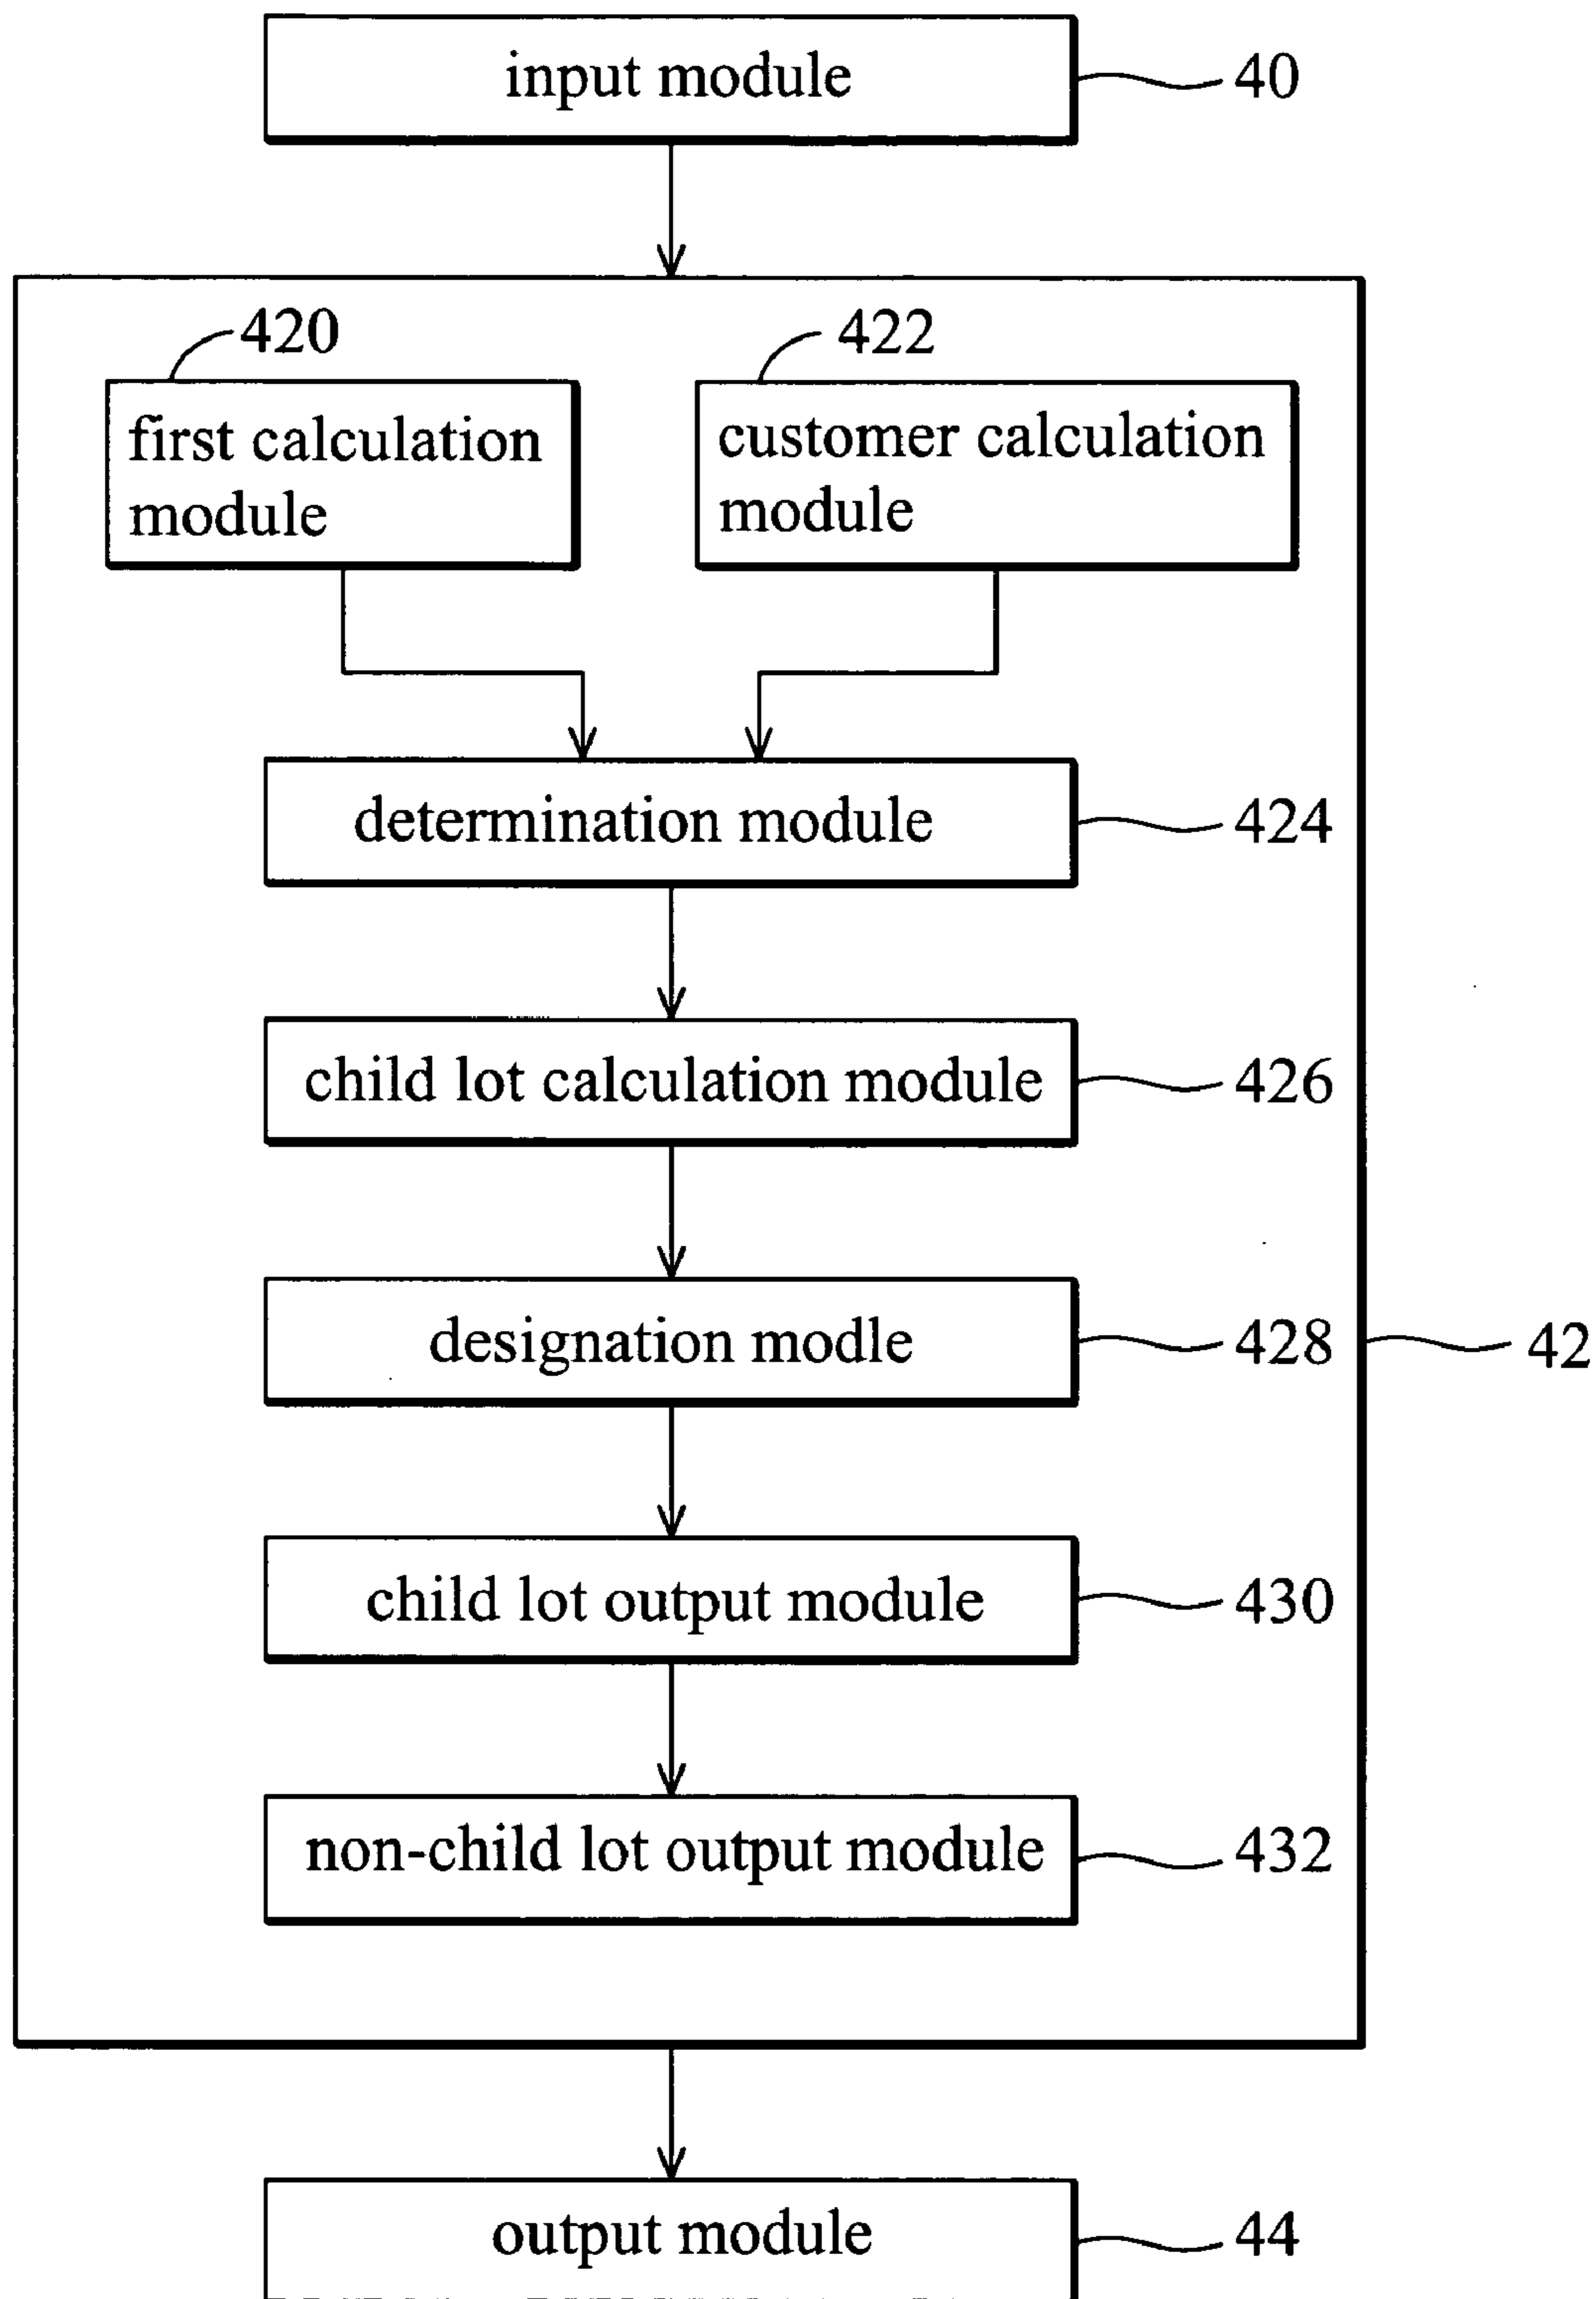 input module
40
420
422
first calculation
module
customer calculation
module
determination module
424
child lot calculation module
426
designation modle
428
42
child lot output module
430
non-child lot output module
432
output module
44